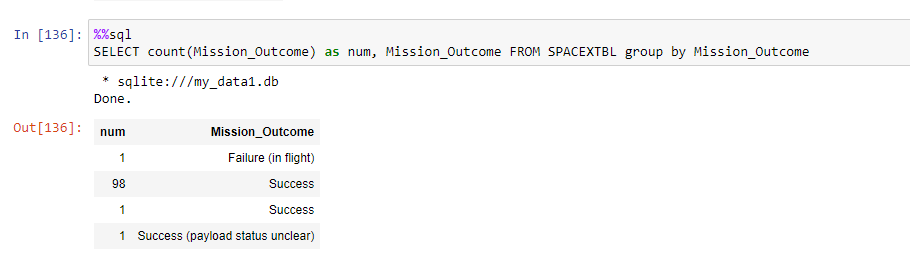 In [136]: %%sql
SELECT count(Mission_Outcome) as num, Mission_Outcome FROM SPACEXTBL group by Mission_Outcome
* sqlite:///my_data1.db
Done.
Out[136]:
num Mission_Outcome
1 Failure (in flight)
98 Success
1 Success
1 Success (payload status unclear)